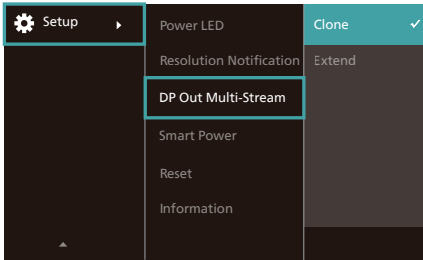 Setup
Power LED
Resolution Notification
DP Out Multi-Stream
Smart Power
Reset
Information
Clone
Extend